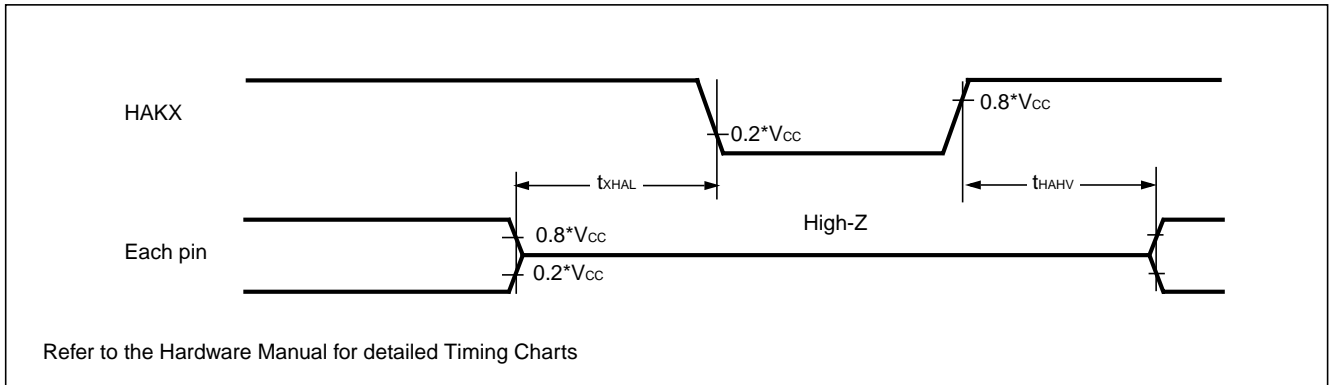 HAKX
0.2*VCC
0.8*VCC
tXHAL
tHAHV
High-Z
Each pin
0.8*VCC
0.2*VCC
Refer to the Hardware Manual for detailed Timing Charts